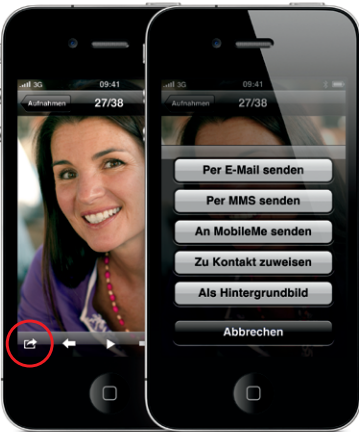 3G
09:41
Aufnahmen
27/38
3G
09:41
Aufnahmen
27/38
Per E-Mail senden
Per MMS senden
An MobileMe senden
Zu Kontakt zuweisen
Als Hintergrundbild
Abbrechen